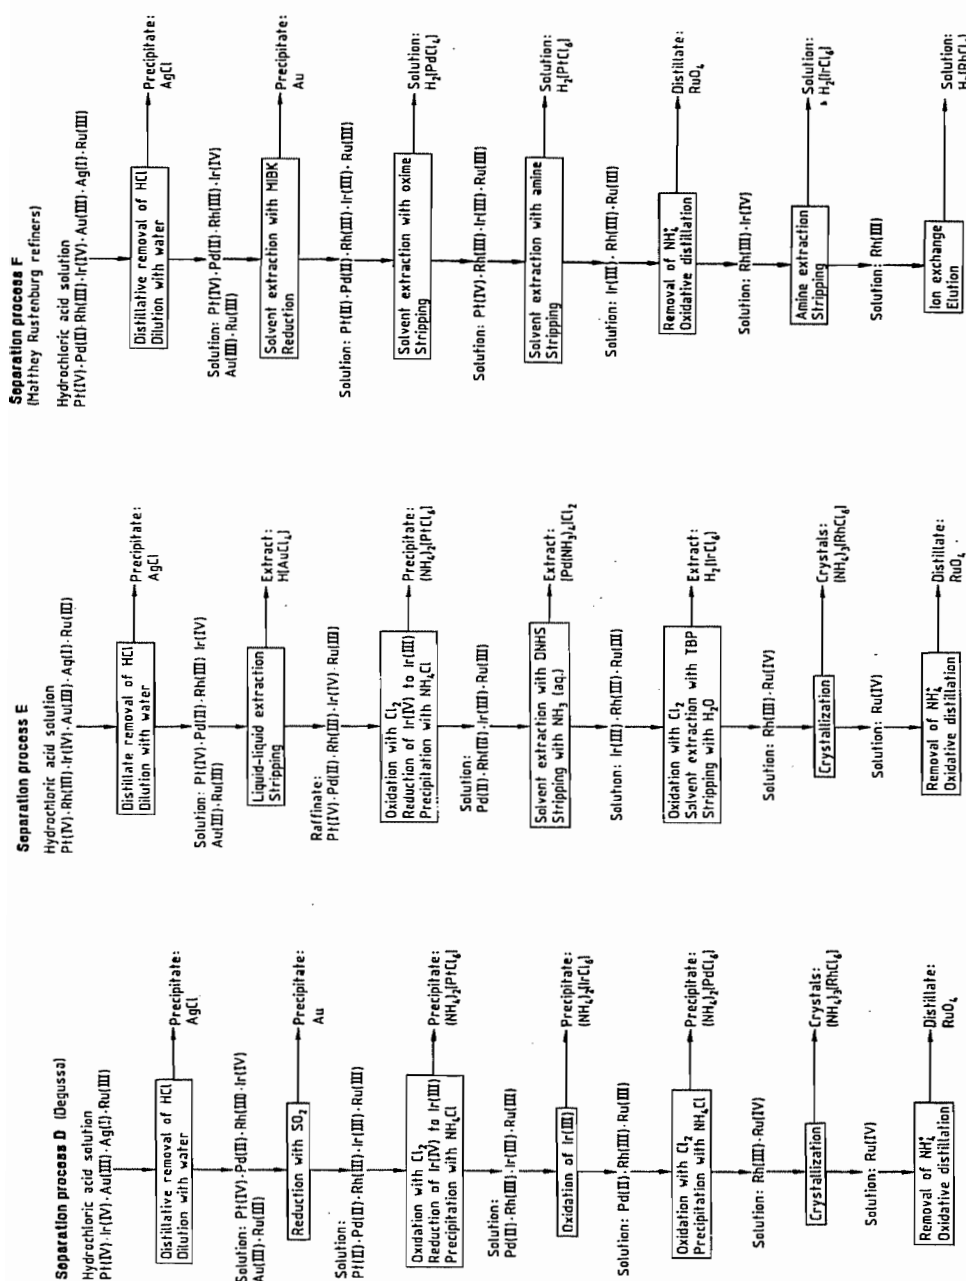 Separation process D (Degussa)
Hydrochloric acid solution
Pt(IV)·Ir(IV)·Au(III)·Ag(I)·Ru(III)
Distillative removal of HCl
Dilution with water
Precipitate:
AgCl
Solution: Pt(IV)·Pd(II)·Rh(III)·Ir(IV)
Au(III)·Ru(III)
Reduction with SO₂
Precipitate:
Au
Solution:
Pt(II)·Pd(II)·Rh(III)·Ir(III)·Ru(III)
Oxidation with Cl₂
Reduction of Ir(IV) to Ir(III)
Precipitation with NH₄Cl
Precipitate:
(NH₄)₂[PtCl₆]
Solution:
Pd(II)·Rh(III)·Ir(III)·Ru(III)
Oxidation of Ir(III)
Precipitate:
(NH₄)₂[IrCl₆]
Solution: Pd(II)·Rh(III)·Ru(III)
Oxidation with Cl₂
Precipitation with NH₄Cl
Precipitate:
(NH₄)₂[PdCl₆]
Solution: Rh(III)·Ru(IV)
Crystallization
Crystals:
(NH₄)₃[RhCl₆]
Solution: Ru(IV)
Removal of NH₄⁺
Oxidative distillation
Distillate:
RuO₄
Separation process E
Hydrochloric acid solution
Pt(IV)·Rh(III)·Ir(IV)·Au(III)·Ag(I)·Ru(III)
Distillate removal of HCl
Dilution with water
Precipitate:
AgCl
Solution: Pt(IV)·Pd(II)·Rh(III) Ir(IV)
Au(III)·Ru(III)
Liquid-liquid extraction
Stripping
Extract:
H[AuCl₄]
Raffinate:
Pt(IV)·Pd(II)·Rh(III)·Ir(IV)·Ru(III)
Oxidation with Cl₂
Reduction of Ir(IV) to Ir(III)
Precipitation with NH₄Cl
Precipitate:
(NH₄)₂[PtCl₆]
Solution:
Pd(II)·Rh(III)·Ir(III)·Ru(III)
Solvent extraction with DNHS
Stripping with NH₃ (aq.)
Extract:
[Pd(NH₃)₄]Cl₂
Solution: Ir(III)·Rh(III)·Ru(III)
Oxidation with Cl₂
Solvent extraction with TBP
Stripping with H₂O
Extract:
H₂[IrCl₆]
Solution: Rh(III)·Ru(IV)
Crystallization
Crystals:
(NH₄)₃[RhCl₆]
Solution: Ru(IV)
Removal of NH₄⁺
Oxidative distillation
Distillate:
RuO₄
Separation process F
(Matthey Rustenburg refiners)
Hydrochloric acid solution
Pt(IV)·Pd(II)·Rh(III)·Ir(IV)·Au(III)·Ag(I)·Ru(III)
Distillative removal of HCl
Dilution with water
Precipitate:
AgCl
Solution: Pt(IV)·Pd(II)·Rh(III)·Ir(IV)
Au(III)·Ru(III)
Solvent extraction with MIBK
Reduction
Precipitate:
Au
Solution: Pt(II)·Pd(II)·Rh(III)·Ir(III)·Ru(III)
Solvent extraction with oxime
Stripping
Solution:
H₂[PdCl₄]
Solution: Pt(IV)·Rh(III)·Ir(III)·Ru(III)
Solvent extraction with amine
Stripping
Solution:
H₂[PtCl₆]
Solution: Ir(III)·Rh(III)·Ru(III)
Removal of NH₄⁺
Oxidative distillation
Distillate:
RuO₄
Solution: Rh(III)·Ir(IV)
Amine extraction
Stripping
Solution:
H₂[IrCl₆]
Solution: Rh(III)
Ion exchange
Elution
Solution: